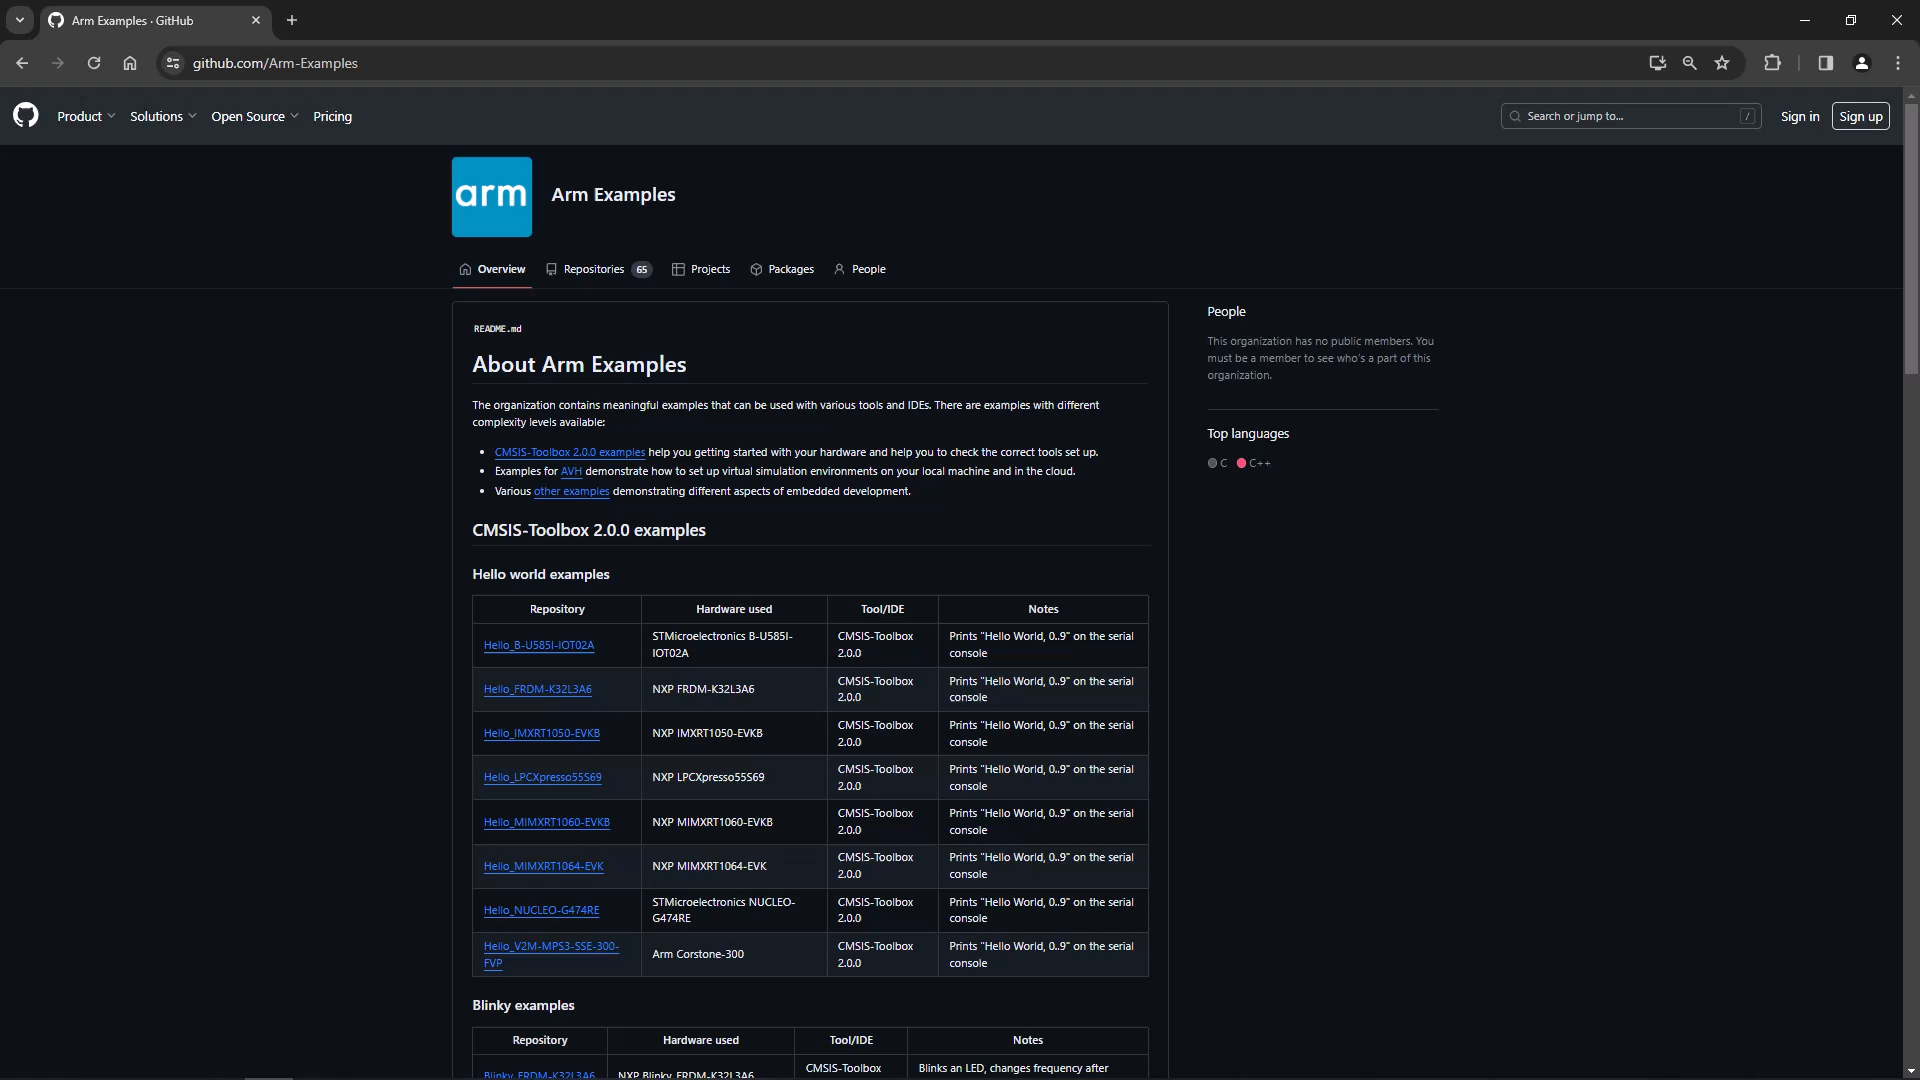 Arm Examples · GitHub
github.com/Arm-Examples
Product Solutions Open Source Pricing
Search or jump to... /
Sign in Sign up
arm
Arm Examples
Overview Repositories 65 Projects Packages People
README.md
About Arm Examples
The organization contains meaningful examples that can be used with various tools and IDEs. There are examples with different
complexity levels available:
• CMSIS-Toolbox 2.0.0 examples help you getting started with your hardware and help you to check the correct tools set up.
• Examples for AVH demonstrate how to set up virtual simulation environments on your local machine and in the cloud.
• Various other examples demonstrating different aspects of embedded development.
CMSIS-Toolbox 2.0.0 examples
Hello world examples
Repository Hardware used Tool/IDE Notes
Hello_B-U585I-IOT02A STMicroelectronics B-U585I- CMSIS-Toolbox Prints "Hello World, 0..9" on the serial
IOT02A 2.0.0 console
Hello_FRDM-K32L3A6 NXP FRDM-K32L3A6 CMSIS-Toolbox Prints "Hello World, 0..9" on the serial
2.0.0 console
Hello_IMXRT1050-EVKB NXP IMXRT1050-EVKB CMSIS-Toolbox Prints "Hello World, 0..9" on the serial
2.0.0 console
Hello_LPCXpresso55S69 NXP LPCXpresso55S69 CMSIS-Toolbox Prints "Hello World, 0..9" on the serial
2.0.0 console
Hello_MIMXRT1060-EVKB NXP MIMXRT1060-EVKB CMSIS-Toolbox Prints "Hello World, 0..9" on the serial
2.0.0 console
Hello_MIMXRT1064-EVK NXP MIMXRT1064-EVK CMSIS-Toolbox Prints "Hello World, 0..9" on the serial
2.0.0 console
Hello_NUCLEO-G474RE STMicroelectronics NUCLEO- CMSIS-Toolbox Prints "Hello World, 0..9" on the serial
G474RE 2.0.0 console
Hello_V2M-MPS3-SSE-300- Arm Corstone-300 CMSIS-Toolbox Prints "Hello World, 0..9" on the serial
FVP 2.0.0 console
Blinky examples
Repository Hardware used Tool/IDE Notes
Blinky_FRDM-K32L3A6 NXP Blinky_FRDM-K32L3A6 CMSIS-Toolbox Blinks an LED, changes frequency after
People
This organization has no public members. You
must be a member to see who's a part of this
organization.
Top languages
C C++